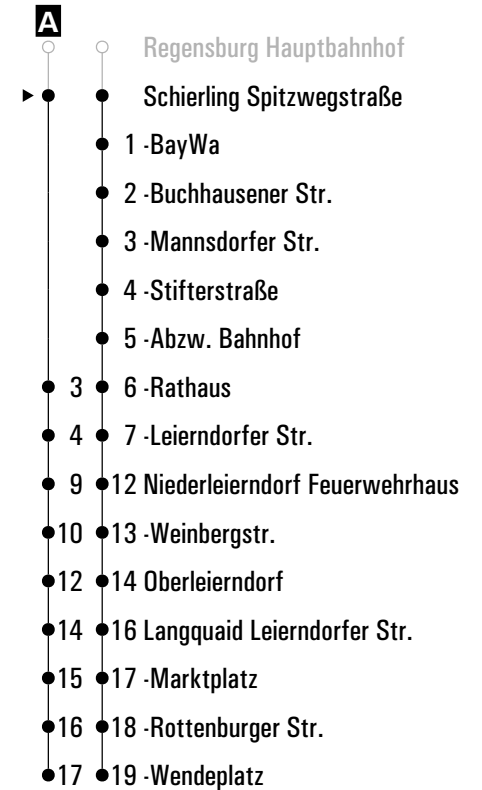 A
Regensburg Hauptbahnhof
Schierling Spitzwegstraße
1 -BayWa
2 -Buchhausener Str.
3 -Mannsdorfer Str.
4 -Stifterstraße
5 -Abzw. Bahnhof
3 6 -Rathaus
4 7 -Leierndorfer Str.
9 12 Niederleierndorf Feuerwehrhaus
10 13 -Weinbergstr.
12 14 Oberleierndorf
14 16 Langquaid Leierndorfer Str.
15 17 -Marktplatz
16 18 -Rottenburger Str.
17 19 -Wendeplatz